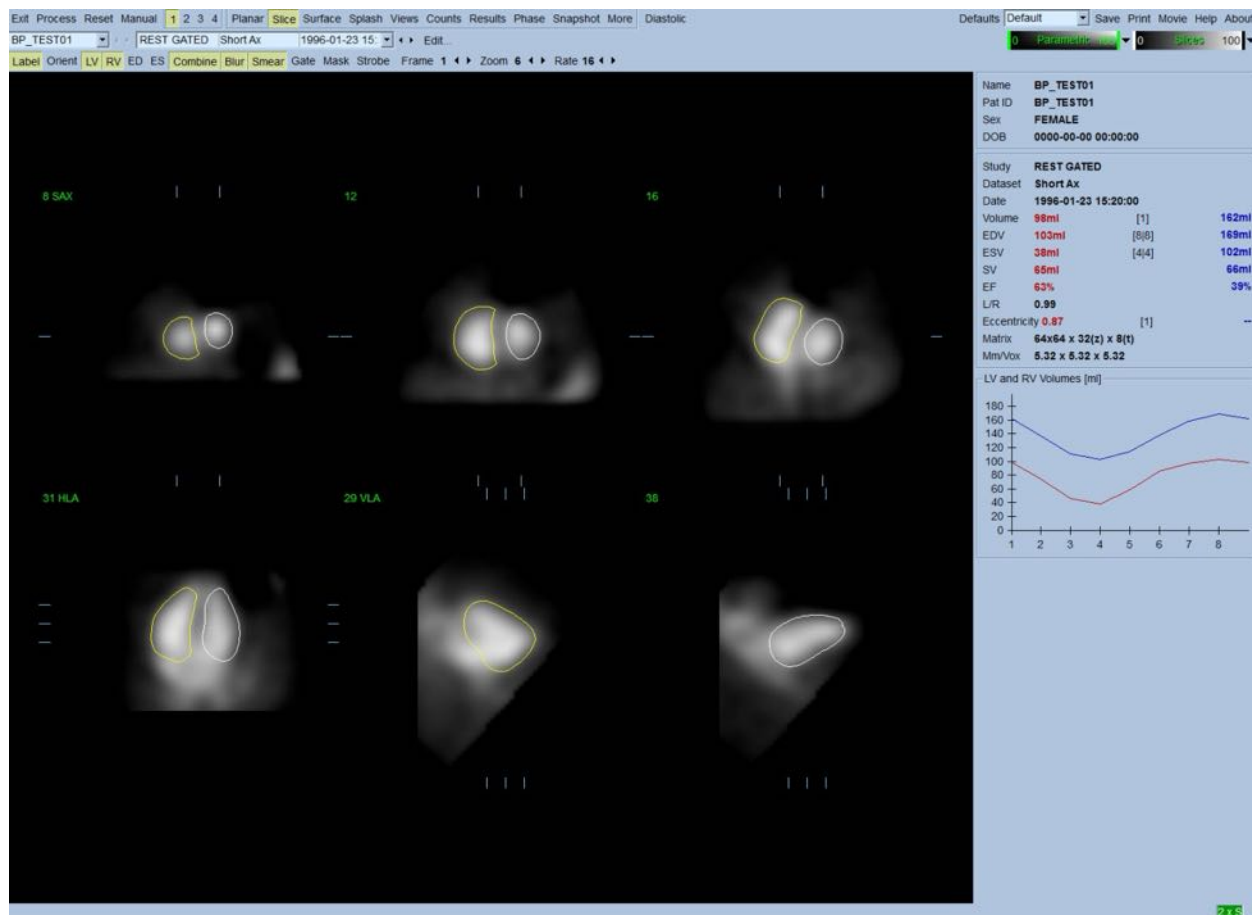 Exit Process Reset Manual 1 2 3 4 Planar Slice Surface Splash Views Counts Results Phase Snapshot More Diastolic Defaults Default Save Print Movie Help About
BP_TEST01 REST GATED Short Ax 1996-01-23 15: Edit...
0 Parametric 0 Slices 100
Label Orient LV RV ED ES Combine Blur Smear Gate Mask Strobe Frame 1 Zoom 6 Rate 16
Name BP_TEST01
Pat ID BP_TEST01
Sex FEMALE
DOB 0000-00-00 00:00:00
Study REST GATED
Dataset Short Ax
Date 1996-01-23 15:20:00
Volume 98ml [1] 162ml
EDV 103ml [8|8] 169ml
ESV 38ml [4|4] 102ml
SV 65ml 66ml
EF 63% 39%
L/R 0.99
Eccentricity 0.87 [1] --
Matrix 64x64 x 32(z) x 8(t)
Mm/Vox 5.32 x 5.32 x 5.32
LV and RV Volumes [ml]
180
160
140
120
100
80
60
40
20
0
1 2 3 4 5 6 7 8
8 SAX 12 16
31 HLA 29 VLA 38
2 x S